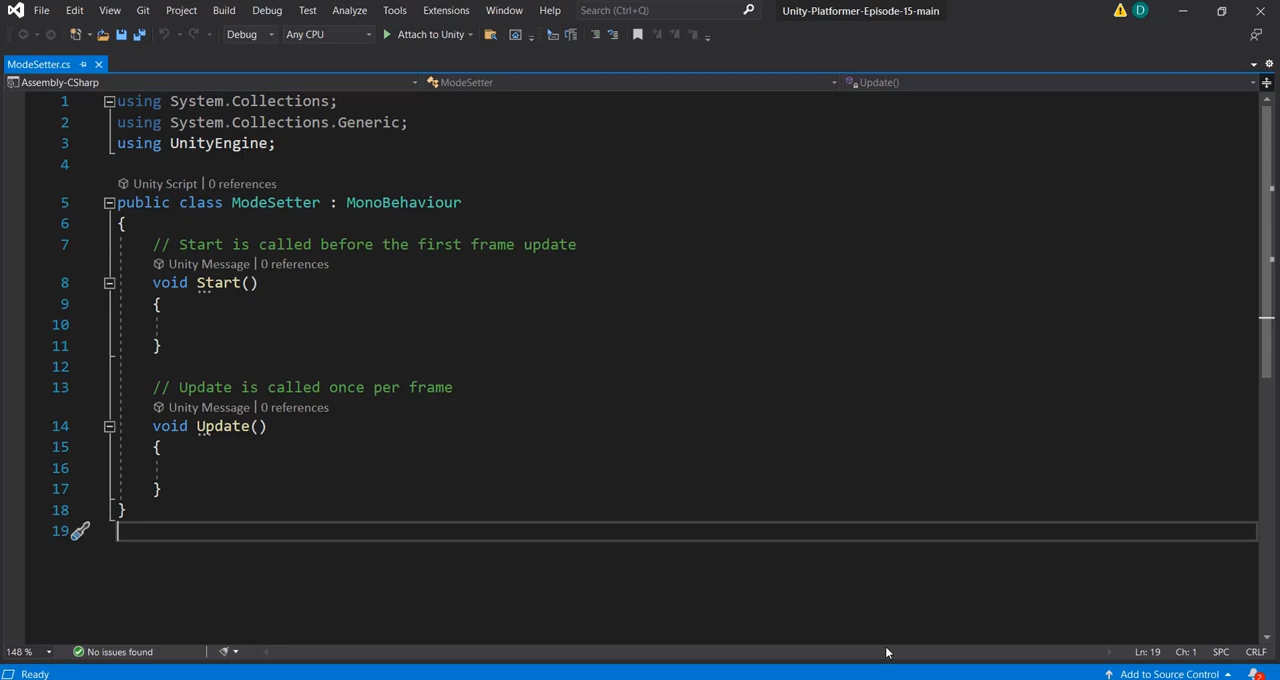 File Edit View Git Project Build Debug Test Analyze Tools Extensions Window Help Search (Ctrl+Q) Unity-Platformer-Episode-15-main D
Debug Any CPU Attach to Unity
ModeSetter.cs
Assembly-CSharp ModeSetter Update()
1 using System.Collections;
2 using System.Collections.Generic;
3 using UnityEngine;
4
Unity Script | 0 references
5 public class ModeSetter : MonoBehaviour
6 {
7 // Start is called before the first frame update
Unity Message | 0 references
8 void Start()
9 {
10
11 }
12
13 // Update is called once per frame
Unity Message | 0 references
14 void Update()
15 {
16
17 }
18 }
19
148 % No issues found Ln: 19 Ch: 1 SPC CRLF
Ready Add to Source Control 2